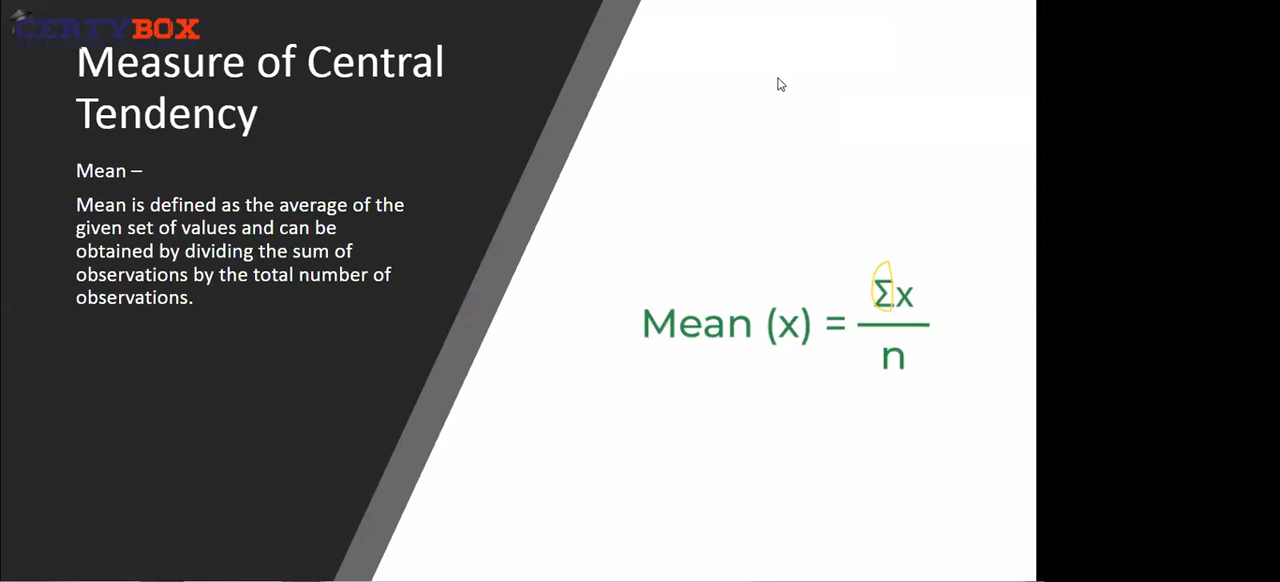 CERTYBOX
Measure of Central
Tendency
Mean –
Mean is defined as the average of the
given set of values and can be
obtained by dividing the sum of
observations by the total number of
observations.
Mean (x) = Σx
n